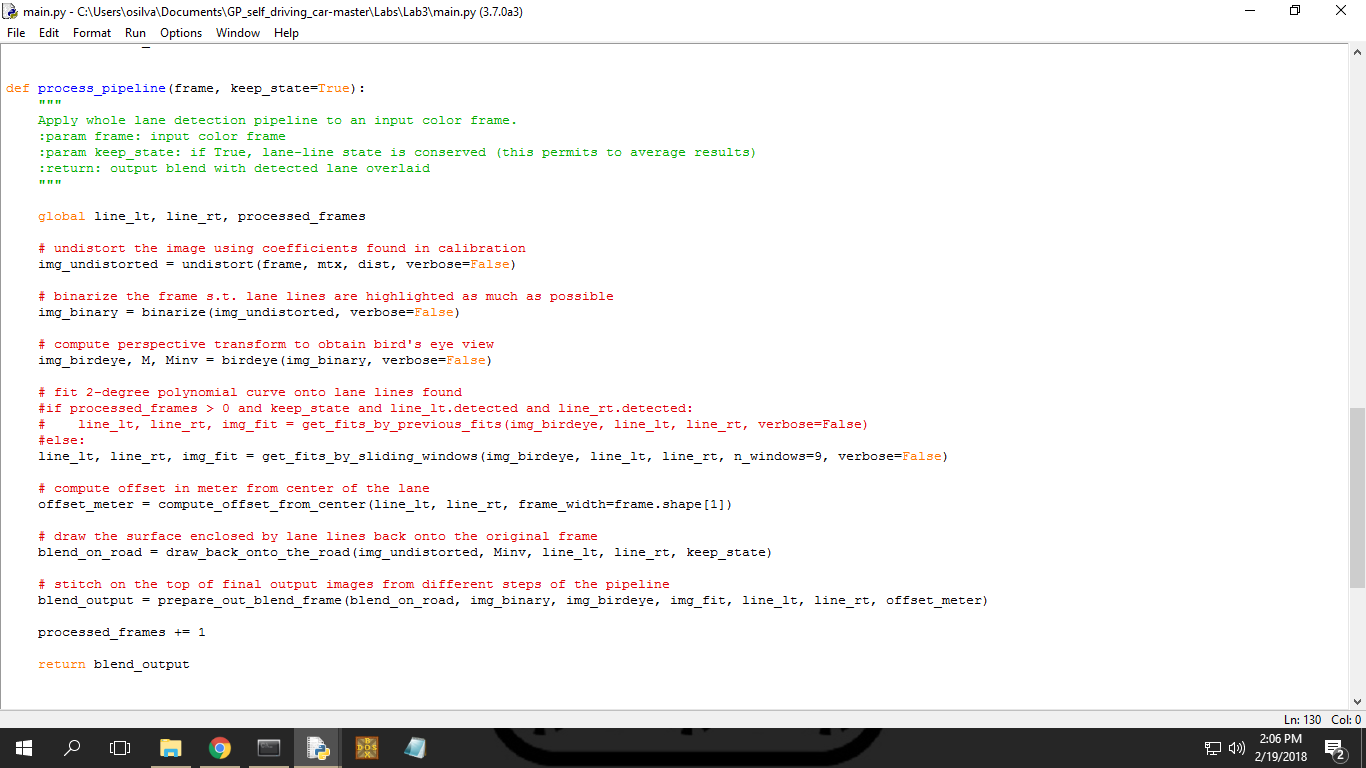 main.py - C:\Users\osilva\Documents\GP_self_driving_car-master\Labs\Lab3\main.py (3.7.0a3)
File Edit Format Run Options Window Help
def process_pipeline(frame, keep_state=True):
    """
    Apply whole lane detection pipeline to an input color frame.
    :param frame: input color frame
    :param keep_state: if True, lane-line state is conserved (this permits to average results)
    :return: output blend with detected lane overlaid
    """
    global line_lt, line_rt, processed_frames
    # undistort the image using coefficients found in calibration
    img_undistorted = undistort(frame, mtx, dist, verbose=False)
    # binarize the frame s.t. lane lines are highlighted as much as possible
    img_binary = binarize(img_undistorted, verbose=False)
    # compute perspective transform to obtain bird's eye view
    img_birdeye, M, Minv = birdeye(img_binary, verbose=False)
    # fit 2-degree polynomial curve onto lane lines found
    #if processed_frames > 0 and keep_state and line_lt.detected and line_rt.detected:
    #    line_lt, line_rt, img_fit = get_fits_by_previous_fits(img_birdeye, line_lt, line_rt, verbose=False)
    #else:
    line_lt, line_rt, img_fit = get_fits_by_sliding_windows(img_birdeye, line_lt, line_rt, n_windows=9, verbose=False)
    # compute offset in meter from center of the lane
    offset_meter = compute_offset_from_center(line_lt, line_rt, frame_width=frame.shape[1])
    # draw the surface enclosed by lane lines back onto the original frame
    blend_on_road = draw_back_onto_the_road(img_undistorted, Minv, line_lt, line_rt, keep_state)
    # stitch on the top of final output images from different steps of the pipeline
    blend_output = prepare_out_blend_frame(blend_on_road, img_binary, img_birdeye, img_fit, line_lt, line_rt, offset_meter)
    processed_frames += 1
    return blend_output
Ln: 130 Col: 0
2:06 PM
2/19/2018
2